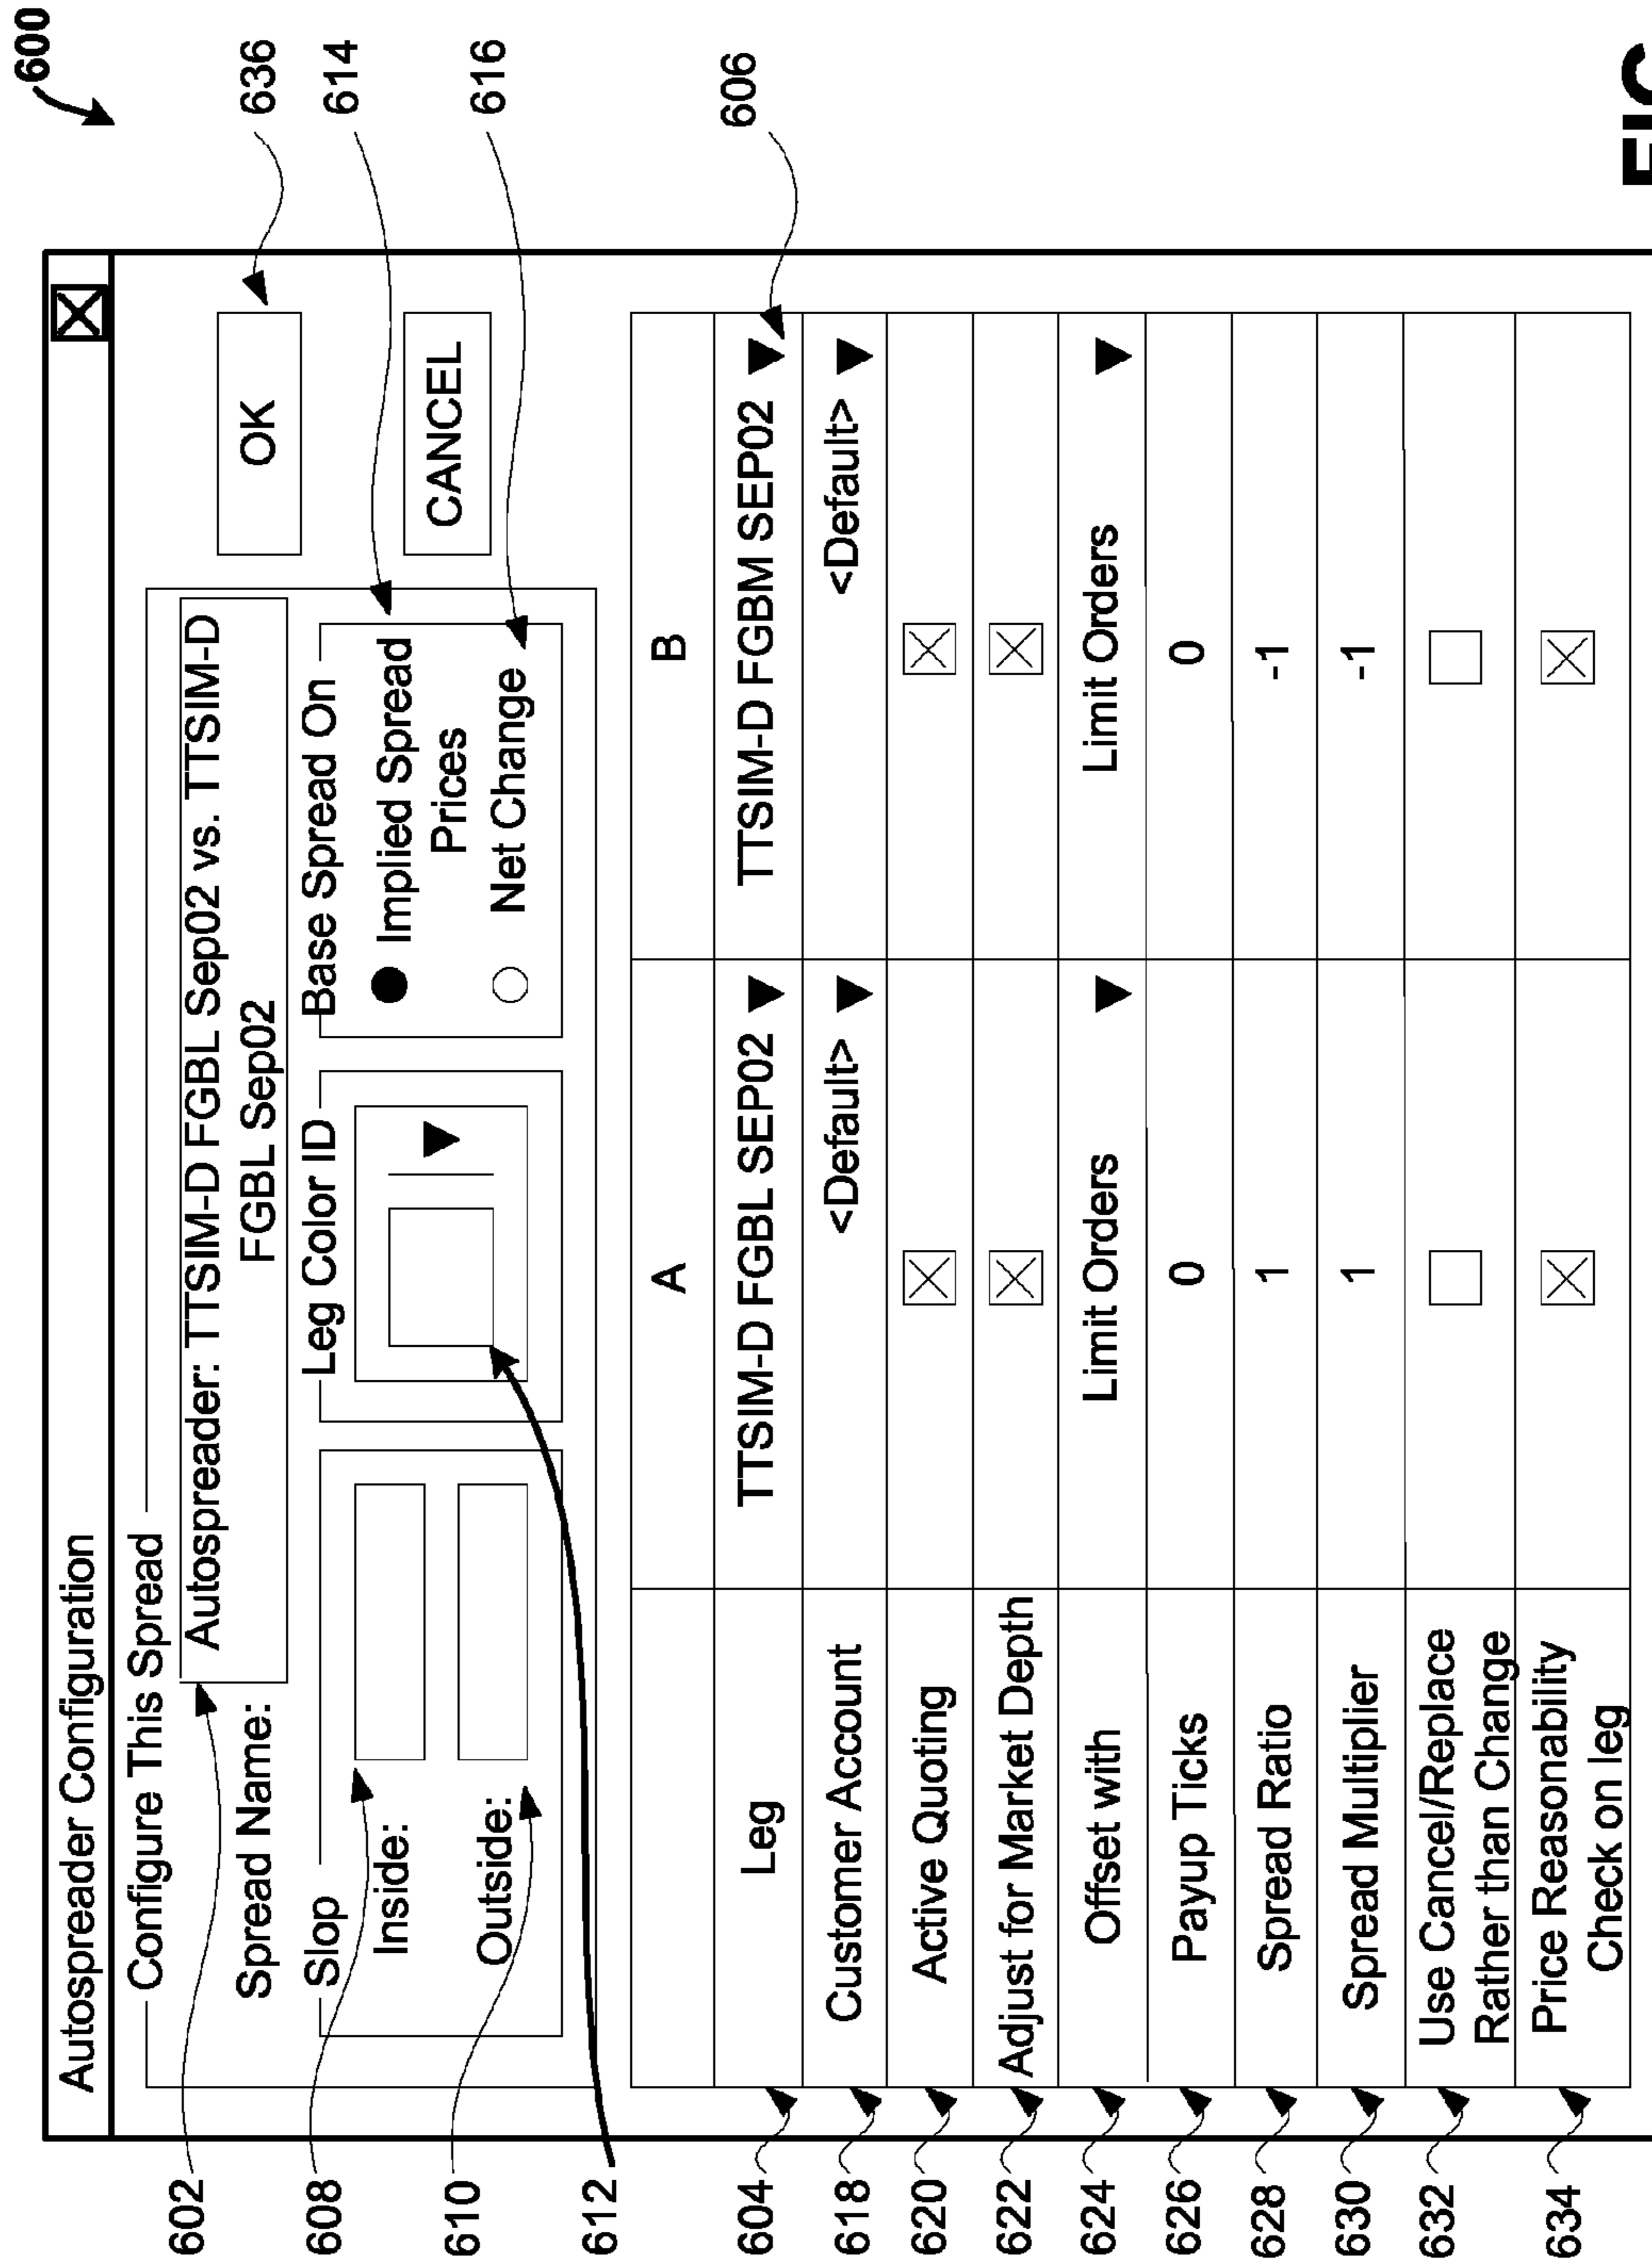 600
Autospreader Configuration
Configure This Spread
Spread Name:
Autospreader: TTSIM-D FGBL Sep02 vs. TTSIM-D
FGBL Sep02
OK
636
Slop
Leg Color ID
Base Spread On
Inside:
Implied Spread
Prices
614
Outside:
Net Change
CANCEL
616
602
608
610
612
A
B
604
Leg
TTSIM-D FGBL SEP02
TTSIM-D FGBM SEP02
606
618
Customer Account
<Default>
<Default>
620
Active Quoting
622
Adjust for Market Depth
624
Offset with
Limit Orders
Limit Orders
626
Payup Ticks
0
0
628
Spread Ratio
1
-1
630
Spread Multiplier
1
-1
632
Use Cancel/Replace
Rather than Change
634
Price Reasonability
Check on leg